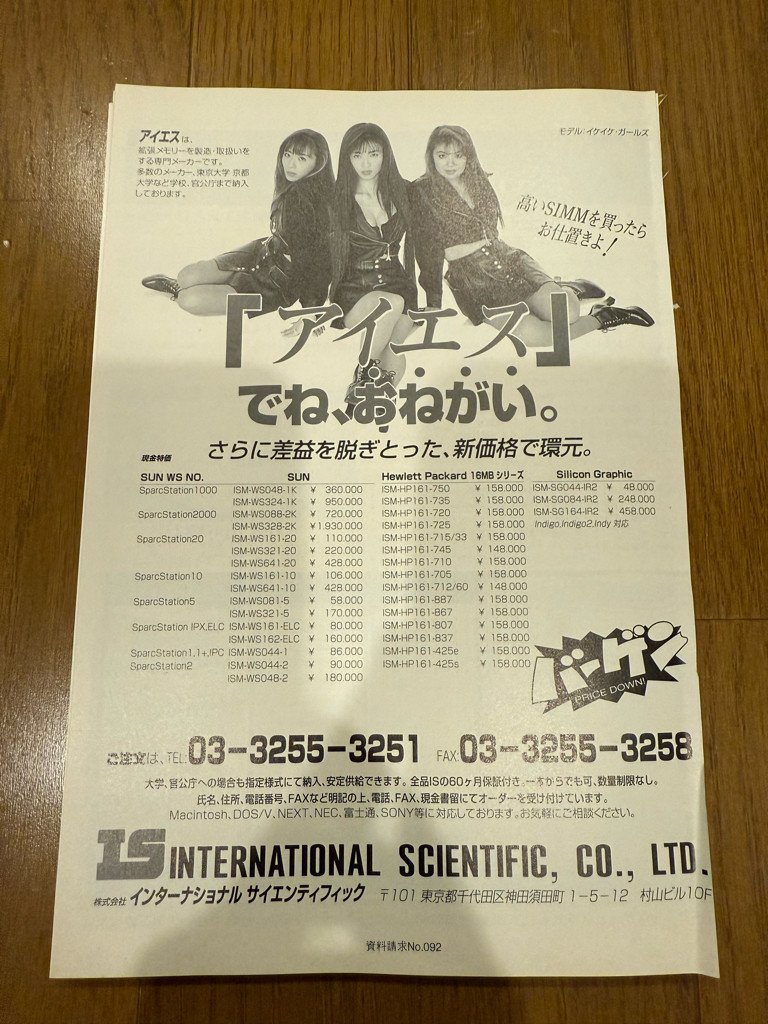 アイエスは、
拡張メモリーを製造・取扱いを
する専門メーカーです。
多数のメーカー、東京大学 京都
大学など学校、官公庁まで納入
しております。
モデル：イケイケ・ガールズ
高いSIMMを買ったら
お仕置きよ！
「アイエス」
でね、おねがい。
さらに差益を脱ぎとった、新価格で還元。
現金特価
SUN WS NO. SUN
SparcStation1000 ISM-WS048-1K ¥ 360.000
ISM-WS324-1K ¥ 950.000
SparcStation2000 ISM-WS088-2K ¥ 720.000
ISM-WS328-2K ¥1.930.000
SparcStation20 ISM-WS161-20 ¥ 110.000
ISM-WS321-20 ¥ 220.000
ISM-WS641-20 ¥ 428.000
SparcStation10 ISM-WS161-10 ¥ 106.000
ISM-WS641-10 ¥ 428.000
SparcStation5 ISM-WS081-5 ¥ 58.000
ISM-WS321-5 ¥ 170.000
SparcStation IPX,ELC ISM-WS161-ELC ¥ 80.000
ISM-WS162-ELC ¥ 160.000
SparcStation1,1+,IPC ISM-WS044-1 ¥ 86.000
SparcStation2 ISM-WS044-2 ¥ 90.000
ISM-WS048-2 ¥ 180.000
Hewlett Packard 16MBシリーズ
ISM-HP161-750 ¥ 158.000
ISM-HP161-735 ¥ 158.000
ISM-HP161-720 ¥ 158.000
ISM-HP161-725 ¥ 158.000
ISM-HP161-715/33 ¥ 158.000
ISM-HP161-745 ¥ 148.000
ISM-HP161-710 ¥ 158.000
ISM-HP161-705 ¥ 158.000
ISM-HP161-712/60 ¥ 148.000
ISM-HP161-887 ¥ 158.000
ISM-HP161-867 ¥ 158.000
ISM-HP161-807 ¥ 158.000
ISM-HP161-837 ¥ 158.000
ISM-HP161-425e ¥ 158.000
ISM-HP161-425s ¥ 158.000
Silicon Graphic
ISM-SG044-IR2 ¥ 48.000
ISM-SG084-IR2 ¥ 248.000
ISM-SG164-IR2 ¥ 458.000
Indigo,Indigo2,Indy 対応
バーゲン
PRICE DOWN!
ご注文は、TEL:03-3255-3251 FAX:03-3255-3258
大学、官公庁への場合も指定様式にて納入、安定供給できます。全品ISの60ヶ月保証付き。一本からでも可、数量制限なし。
氏名、住所、電話番号、FAXなど明記の上、電話、FAX、現金書留にてオーダーを受け付けています。
Macintosh、DOS/V、NEXT、NEC、富士通、SONY等に対応しております。お気軽にご相談ください。
IS INTERNATIONAL SCIENTIFIC, CO., LTD.
株式会社 インターナショナル サイエンティフィック 〒101 東京都千代田区神田須田町 1-5-12 村山ビル10F
資料請求No.092